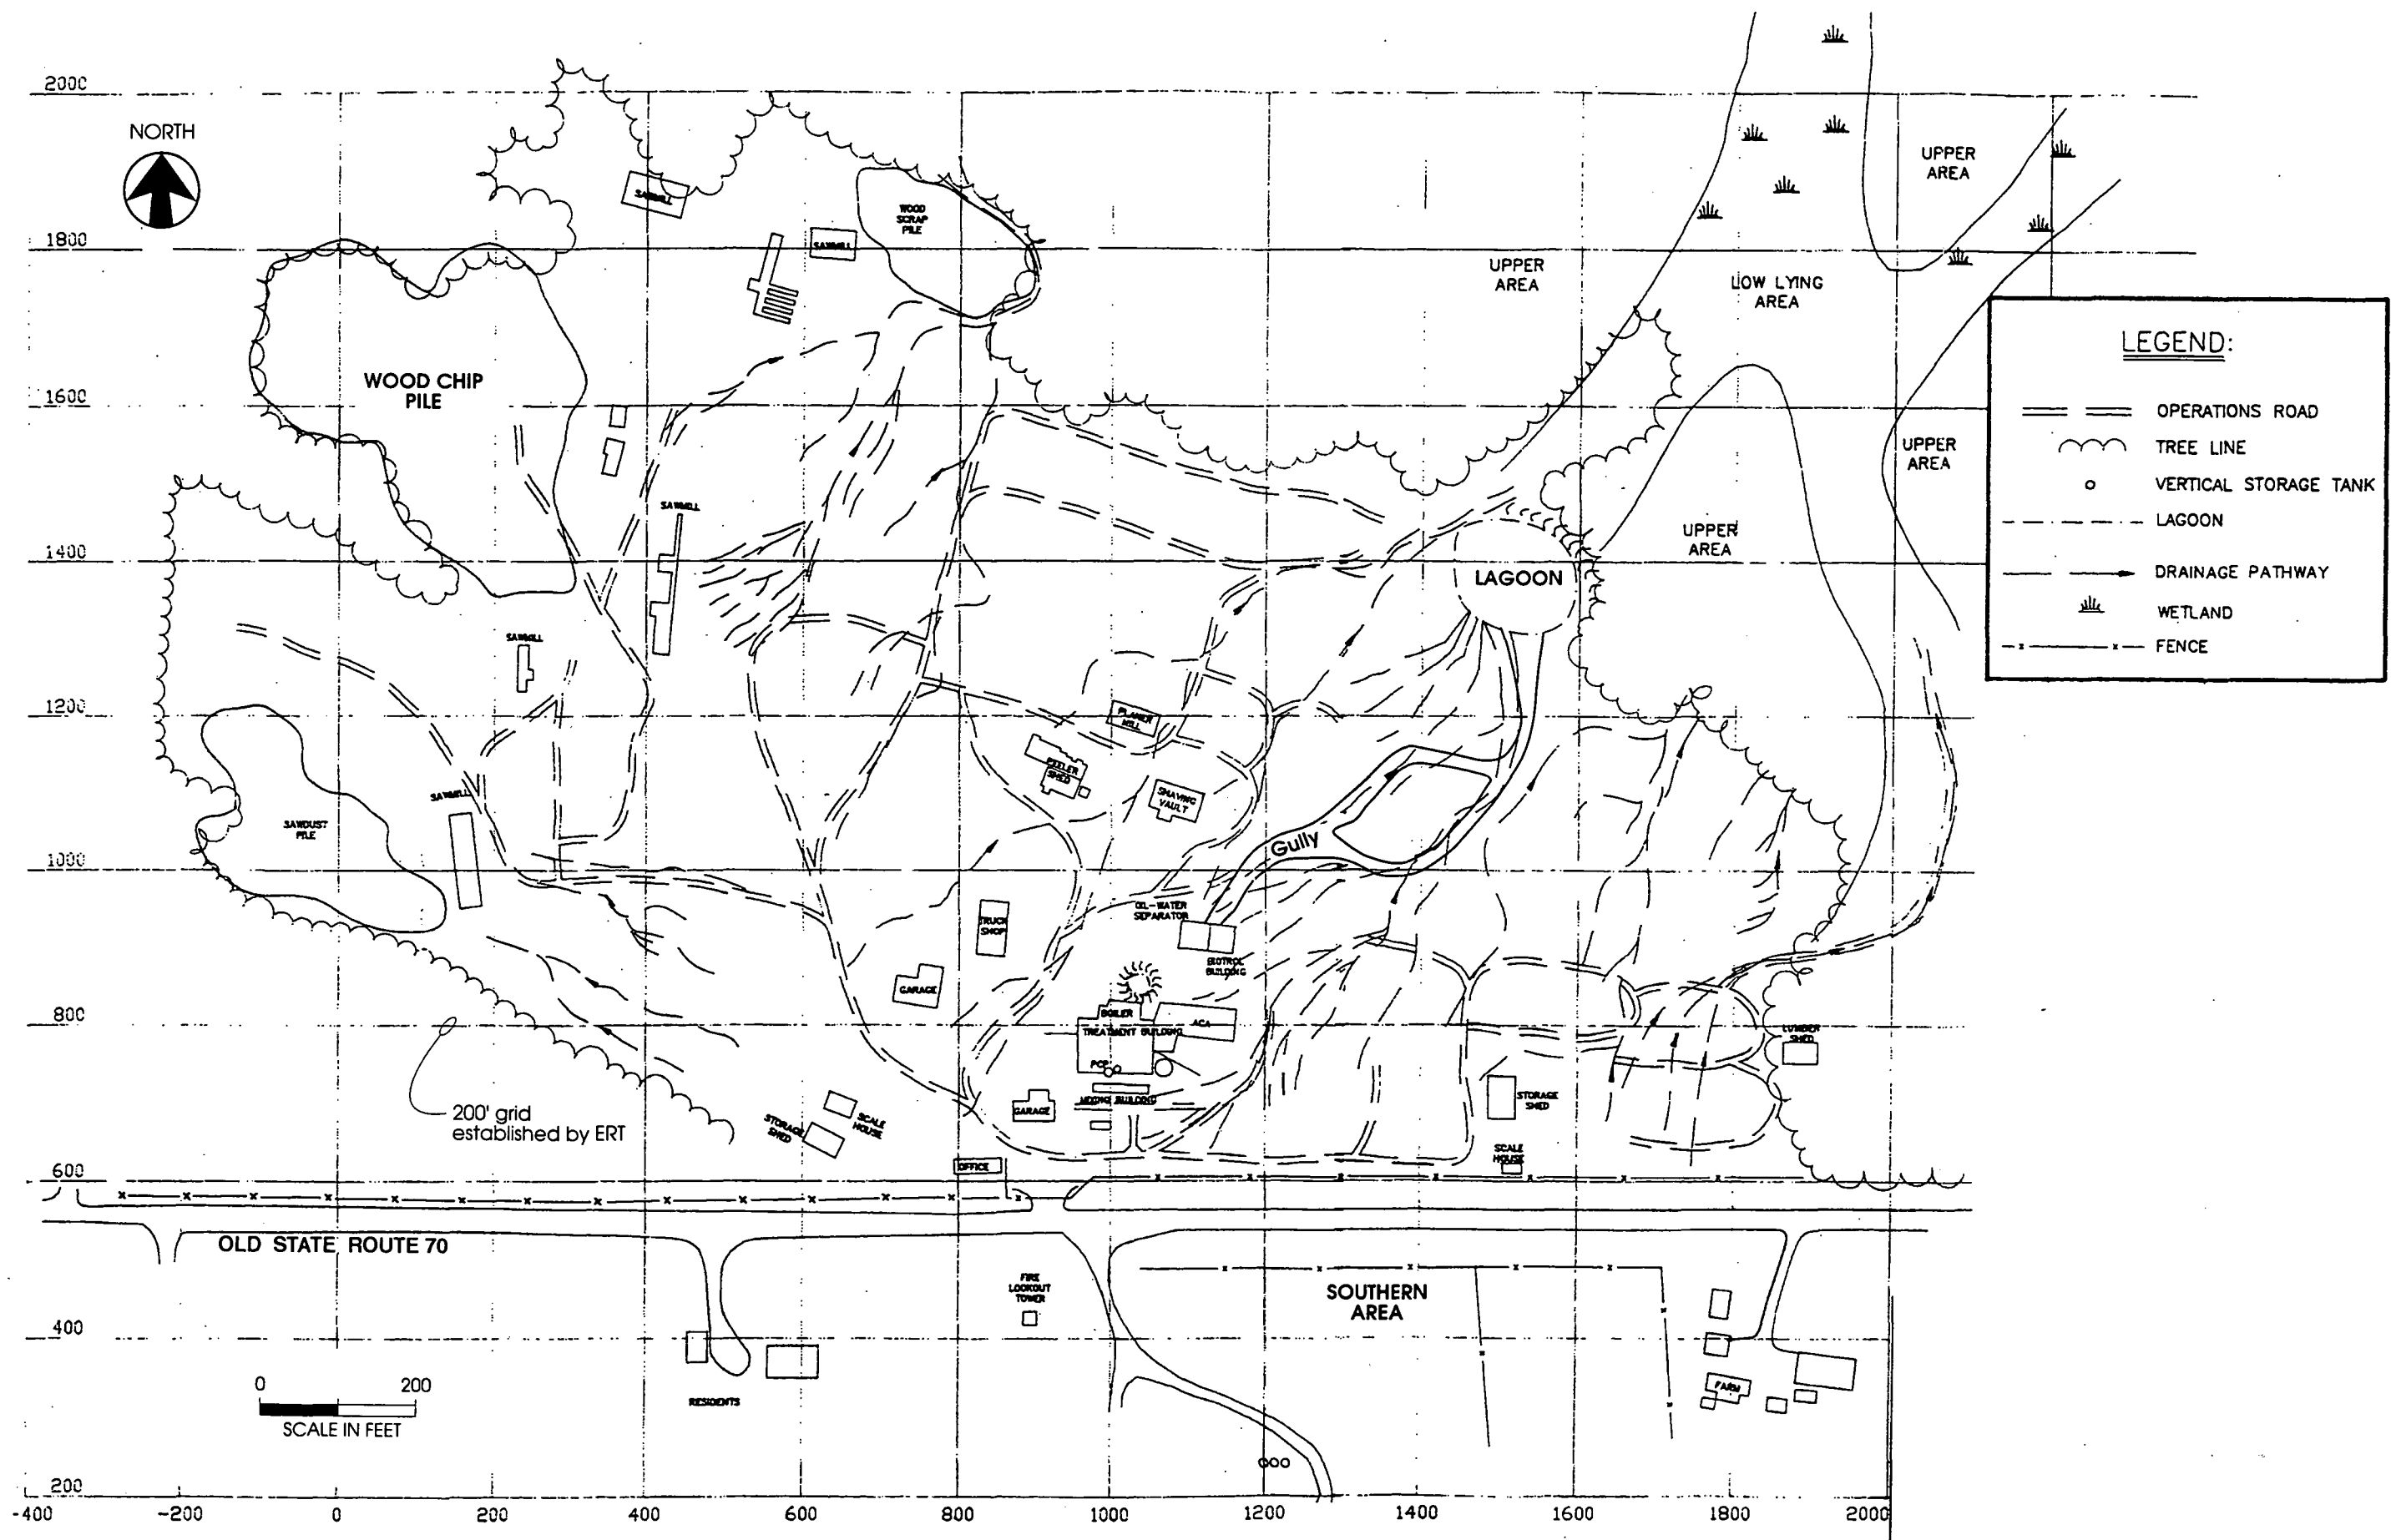 2000
NORTH
SAWMILL
WOOD
SCRAP
PILE
UPPER
AREA
1800
SAWMILL
UPPER
AREA
LOW LYING
AREA
LEGEND:
OPERATIONS ROAD
TREE LINE
VERTICAL STORAGE TANK
LAGOON
DRAINAGE PATHWAY
WETLAND
FENCE
WOOD CHIP
PILE
1600
UPPER
AREA
SAWMILL
UPPER
AREA
1400
LAGOON
SAWMILL
1200
PLANER
MILL
PEELER
SHED
SHAVING
VAULT
SAWMILL
SAWDUST
PILE
Gully
1000
OIL-WATER
SEPARATOR
TRUCK
SHOP
BIOTROL
BUILDING
GARAGE
800
BOILER
ACA
TREATMENT BUILDING
PCP
LUMBER
SHED
200' grid
established by ERT
STORAGE
SHED
SCALE
HOUSE
GARAGE
MIXING BUILDING
STORAGE
SHED
SCALE
HOUSE
OFFICE
600
OLD STATE ROUTE 70
FIRE
LOOKOUT
TOWER
SOUTHERN
AREA
400
FARM
RESIDENTS
0 200
SCALE IN FEET
200
-400 -200 0 200 400 600 800 1000 1200 1400 1600 1800 2000